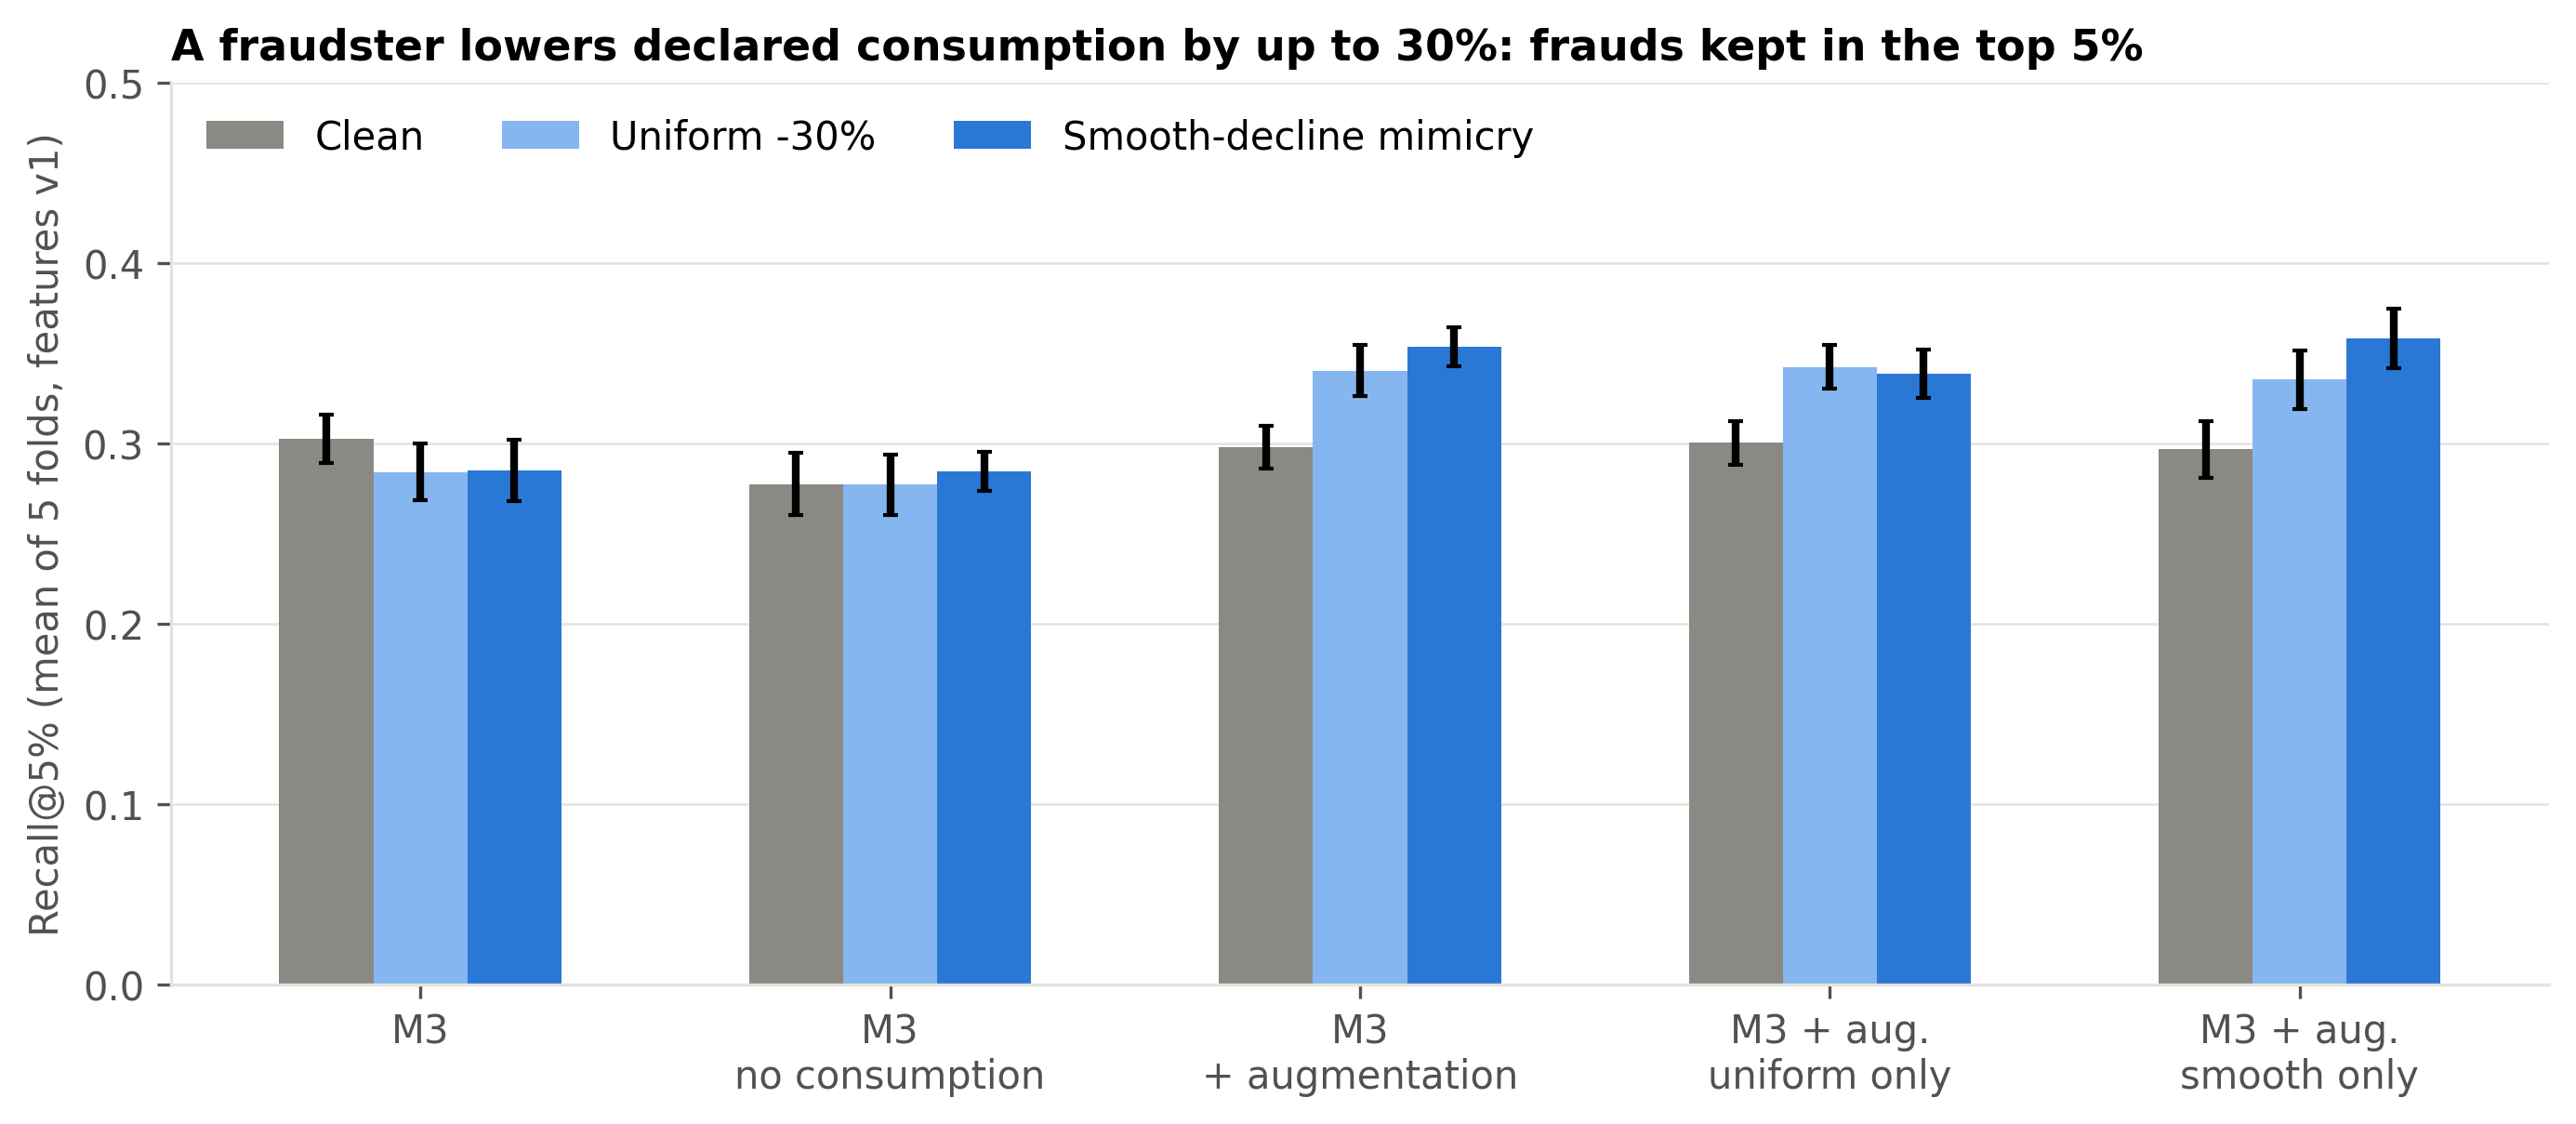 A fraudster lowers declared consumption by up to 30%: frauds kept in the top 5%
Clean
Uniform -30%
Smooth-decline mimicry
Recall@5% (mean of 5 folds, features v1)
0.5
0.4
0.3
0.2
0.1
0.0
M3
M3
no consumption
M3
+ augmentation
M3 + aug.
uniform only
M3 + aug.
smooth only